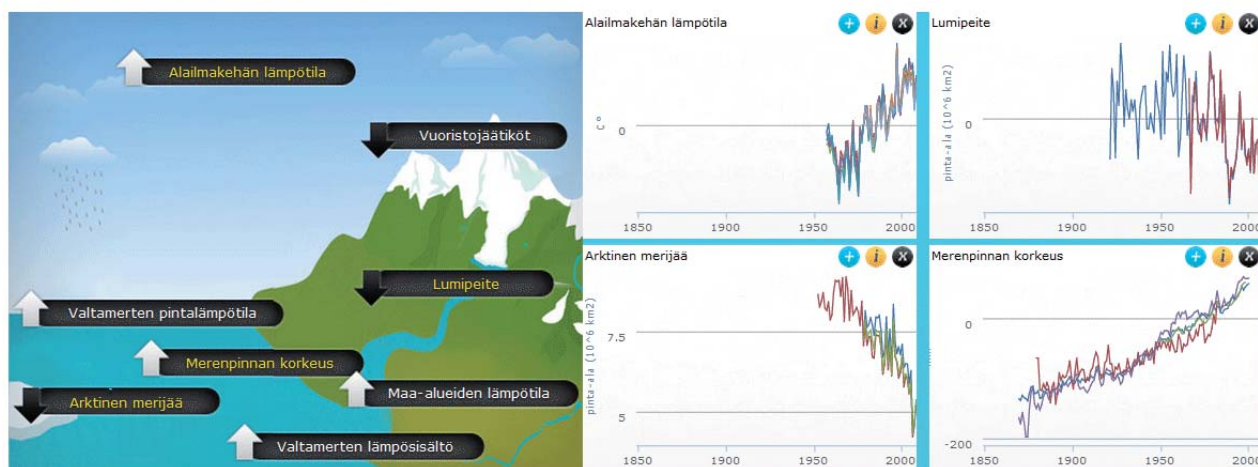 Alailmakehän lämpötila
Vuoristojäätiköt
Lumipeite
Valtamerten pintalämpötila
Merenpinnan korkeus
Arktinen merijää
Maa-alueiden lämpötila
Valtamerten lämpösisältö
Alailmakehän lämpötila
+ i x
C°
0
1850 1900 1950 2000
Lumipeite
+ i x
pinta-ala (10^6 km2)
0
1850 1900 1950 2000
Arktinen merijää
+ i x
pinta-ala (10^6 km2)
7,5
5
1850 1900 1950 2000
Merenpinnan korkeus
+ i x
0
-200
1850 1900 1950 2000